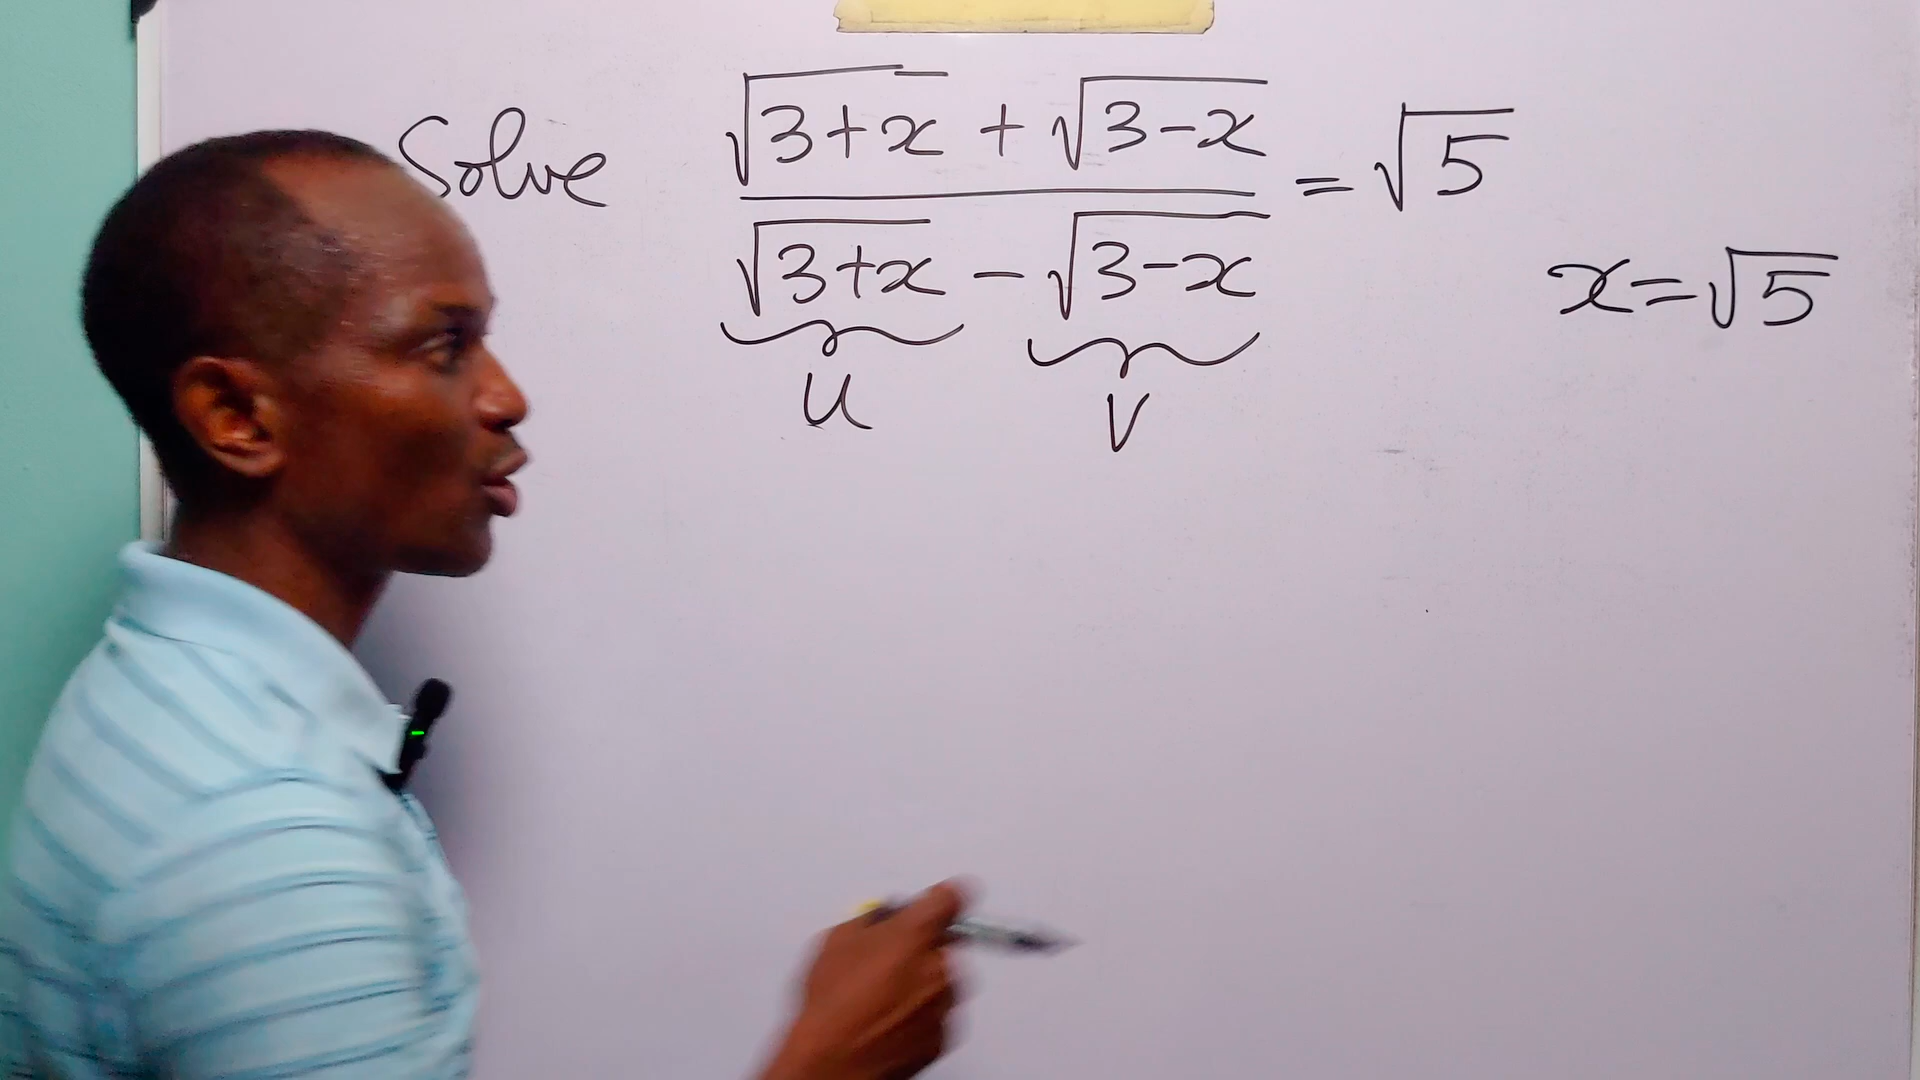 Solve (√(3+x) + √(3-x)) / (√(3+x) - √(3-x)) = √5
x = √5
u v